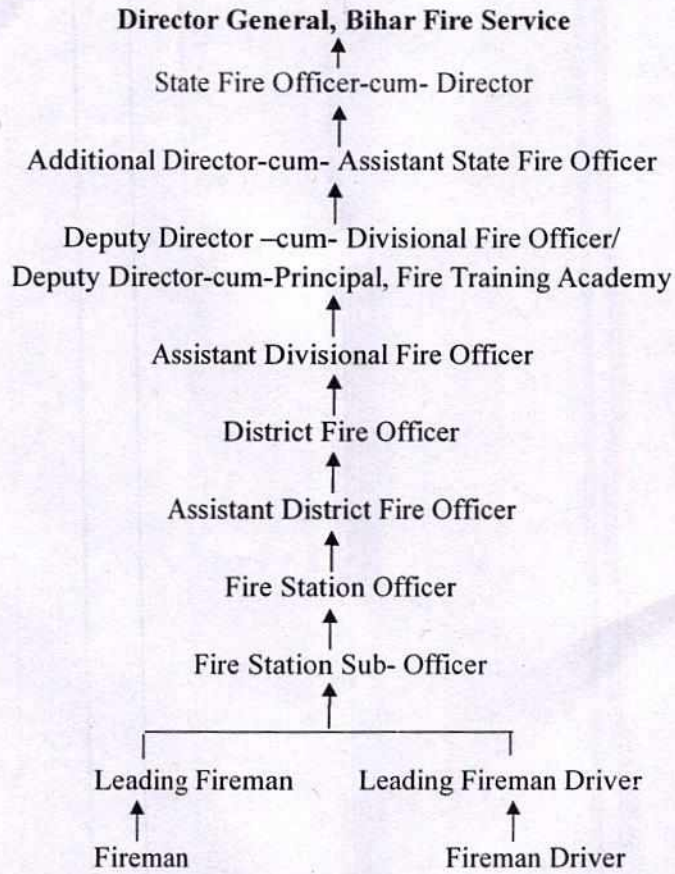 Director General, Bihar Fire Service
State Fire Officer-cum- Director
Additional Director-cum- Assistant State Fire Officer
Deputy Director –cum- Divisional Fire Officer/
Deputy Director-cum-Principal, Fire Training Academy
Assistant Divisional Fire Officer
District Fire Officer
Assistant District Fire Officer
Fire Station Officer
Fire Station Sub- Officer
Leading Fireman Leading Fireman Driver
Fireman Fireman Driver